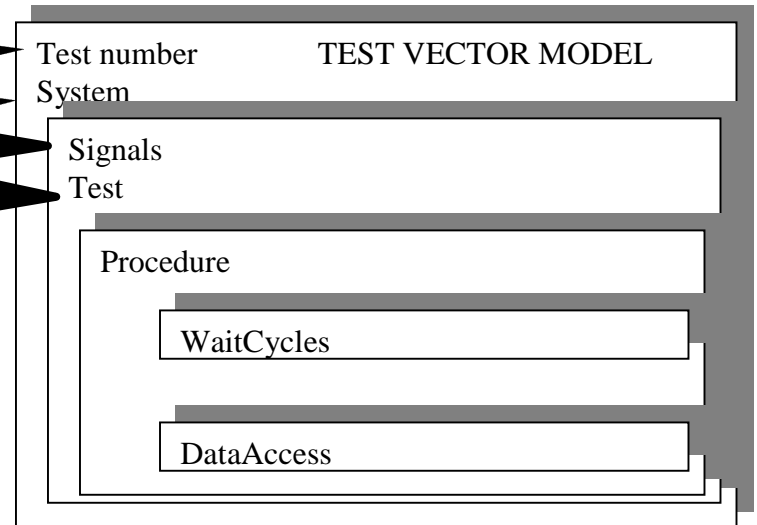 Test number TEST VECTOR MODEL
System
Signals
Test
Procedure
WaitCycles
DataAccess